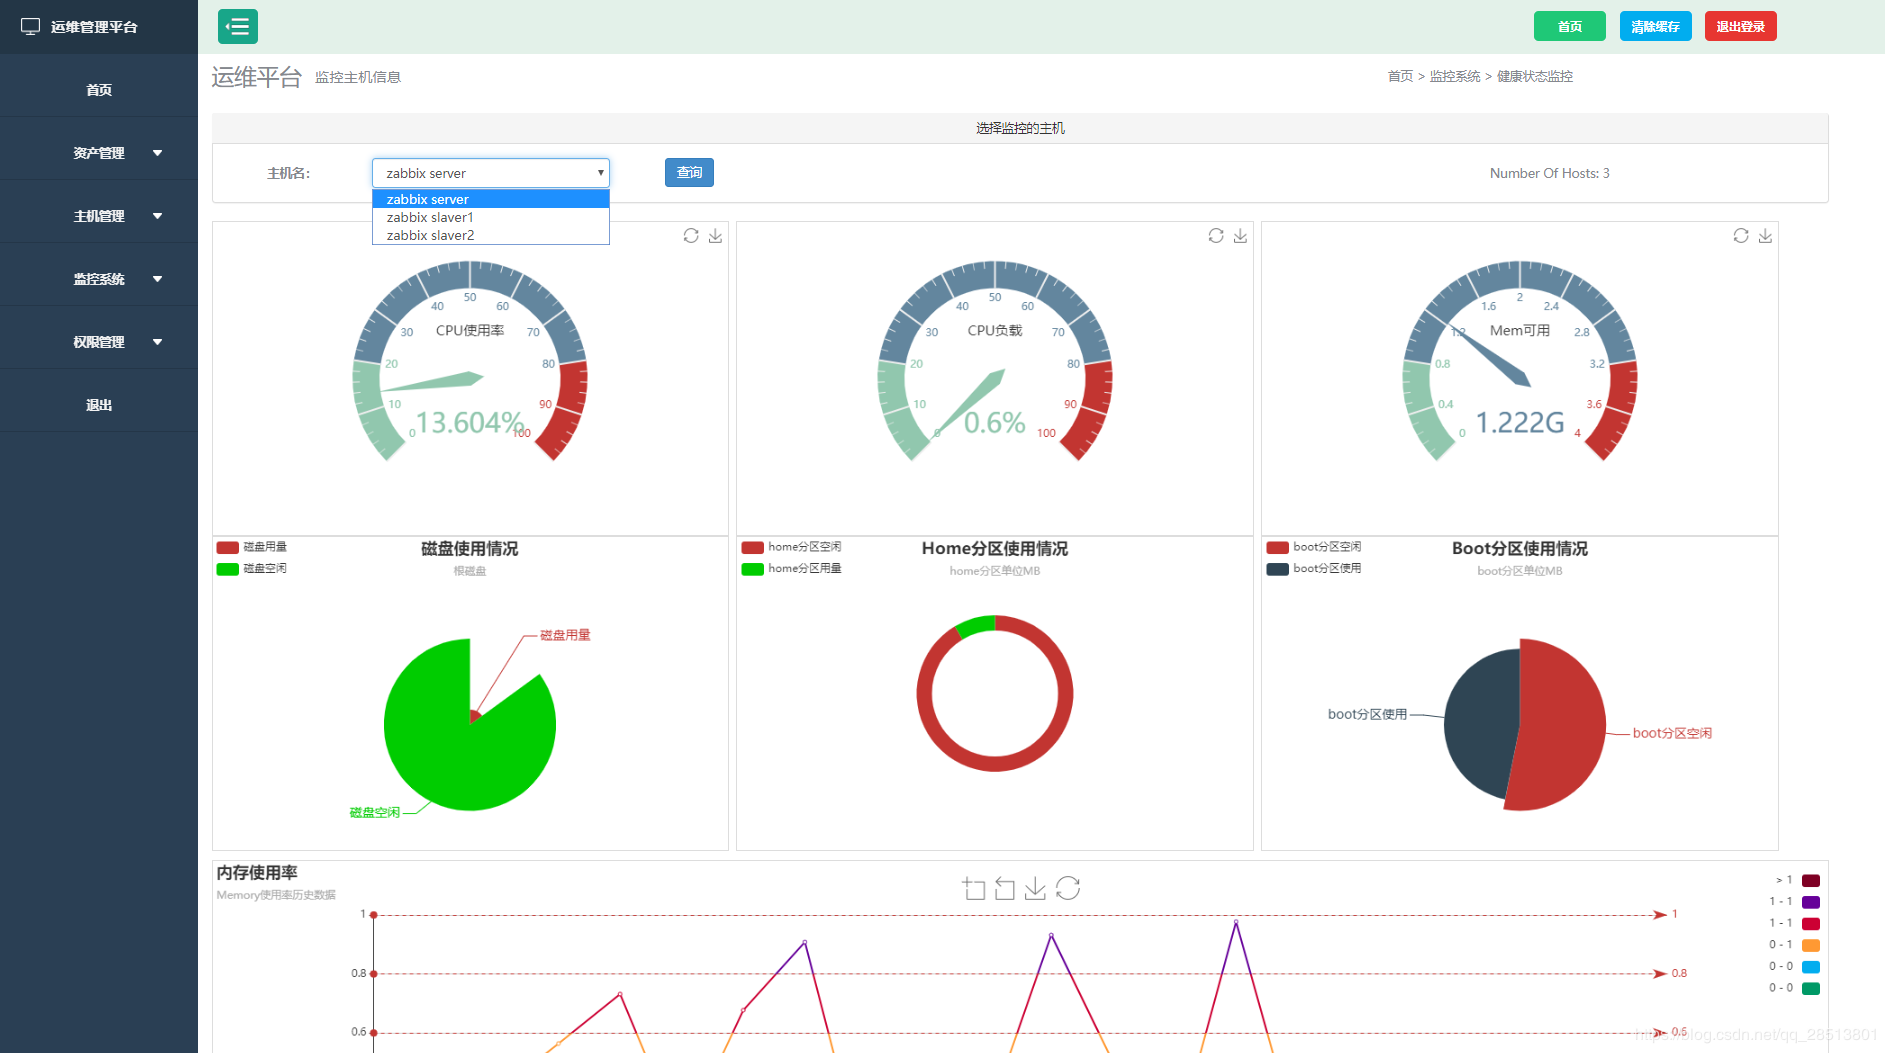 运维管理平台
首页
清除缓存
退出登录
首页
资产管理
主机管理
监控系统
权限管理
退出
运维平台 监控主机信息
首页 > 监控系统 > 健康状态监控
选择监控的主机
主机名:
zabbix server
查询
Number Of Hosts: 3
zabbix server
zabbix slaver1
zabbix slaver2
0
10
20
30
40
50
60
70
80
90
100
CPU使用率
13.604%
0
10
20
30
40
50
60
70
80
90
100
CPU负载
0.6%
0
0.4
0.8
1.2
1.6
2
2.4
2.8
3.2
3.6
4
Mem可用
1.222G
磁盘用量
磁盘空闲
磁盘使用情况
根磁盘
磁盘用量
磁盘空闲
home分区空闲
home分区用量
Home分区使用情况
home分区单位MB
boot分区空闲
boot分区使用
Boot分区使用情况
boot分区单位MB
boot分区使用
boot分区空闲
内存使用率
Memory使用率历史数据
> 1
1 - 1
1 - 1
0 - 1
0 - 0
0 - 0
1
1
0.8
0.8
0.6
0.6
https://blog.csdn.net/qq_28513801